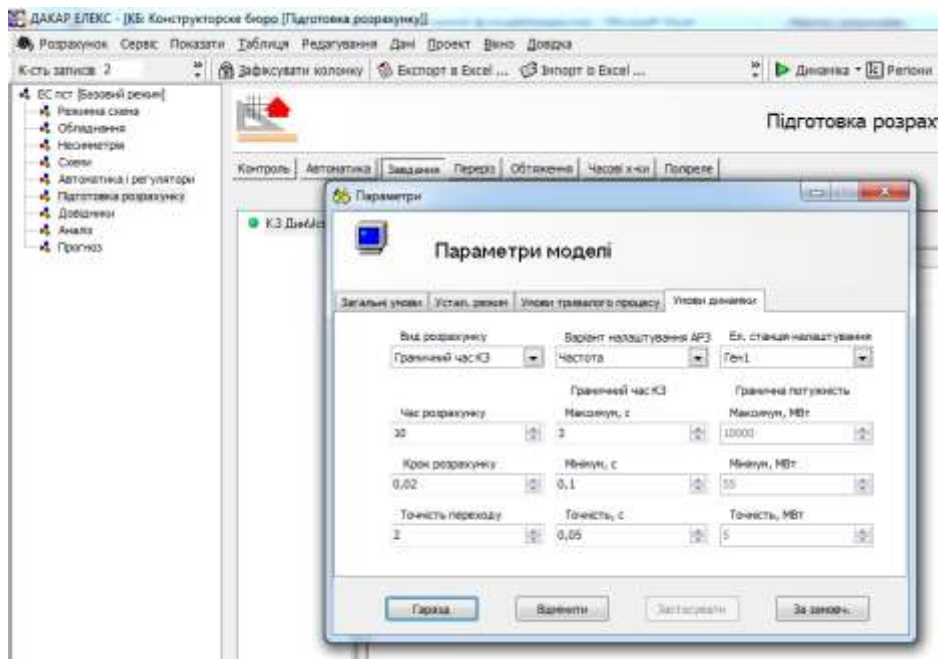 ДАКАР ЕЛЕКС - [КБ: Конструкторске бюро [Підготовка розрахунку]]
Розрахунок Сервіс Показати Таблиця Редагування Дані Проект Вікно Довідка
К-сть записів 2 Зафіксувати колонку Експорт в Excel ... Імпорт із Excel ... Динаміка Регіони
ЕС пст [Базовий режим]
Режимна схема
Обладнання
Несиметрія
Схеми
Автоматика і регулятори
Підготовка розрахунку
Довідники
Аналіз
Прогноз
Підготовка розрах
Контроль Автоматика Завдання Переріз Обтяження Часові х-ки
К.З
Параметри
Параметри моделі
Загальні умови Устал. режим Умови тривалого процесу Умови динаміки
Вид розрахунку Варіант налаштування АРЗ Ел. станція налаштування
Граничний час КЗ Частота Ген1
Граничний час КЗ Гранична потужність
Час розрахунку Максимум, с Максимум, МВт
10 3 10000
Крок розрахунку Мінімум, с Мінімум, МВт
0,02 0,1 55
Точність переходу Точність, с Точність, МВт
2 0,05 5
Гаразд Відмінити Застосувати За замовч.